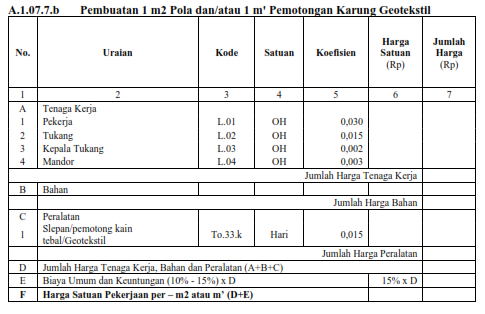 A.1.07.7.b Pembuatan 1 m2 Pola dan/atau 1 m' Pemotongan Karung Geotekstil
No. Uraian Kode Satuan Koefisien Harga Satuan (Rp) Jumlah Harga (Rp)
1 2 3 4 5 6 7
A Tenaga Kerja
1 Pekerja L.01 OH 0,030
2 Tukang L.02 OH 0,015
3 Kepala Tukang L.03 OH 0,002
4 Mandor L.04 OH 0,003
Jumlah Harga Tenaga Kerja
B Bahan
Jumlah Harga Bahan
C Peralatan
1 Slepan/pemotong kain tebal/Geotekstil To.33.k Hari 0,015
Jumlah Harga Peralatan
D Jumlah Harga Tenaga Kerja, Bahan dan Peralatan (A+B+C)
E Biaya Umum dan Keuntungan (10% - 15%) x D 15% x D
F Harga Satuan Pekerjaan per – m2 atau m' (D+E)